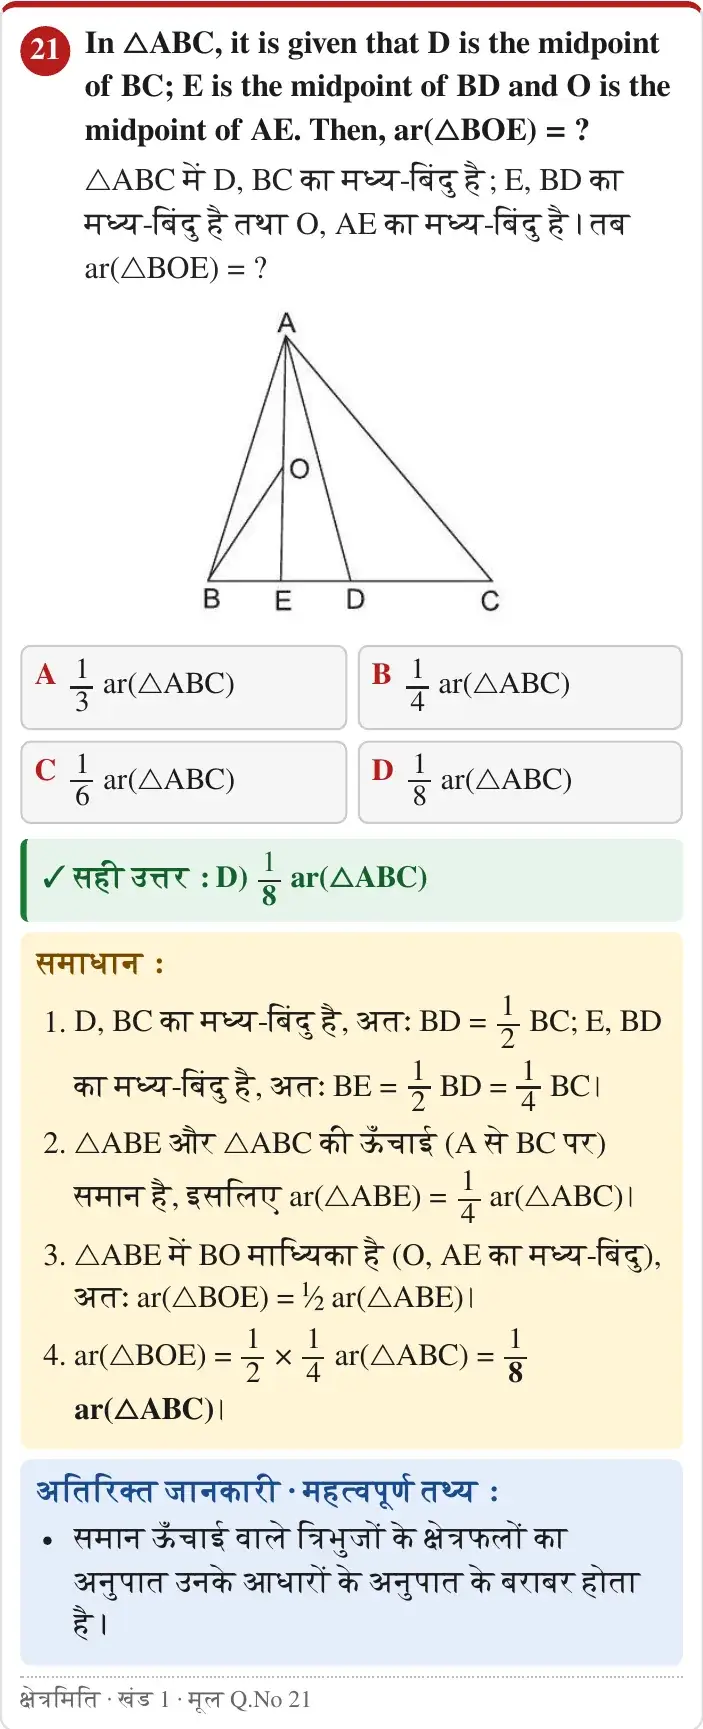 21 In △ABC, it is given that D is the midpoint
of BC; E is the midpoint of BD and O is the
midpoint of AE. Then, ar(△BOE) = ?
△ABC में D, BC का मध्य-बिंदु है; E, BD का
मध्य-बिंदु है तथा O, AE का मध्य-बिंदु है। तब
ar(△BOE) = ?
A
O
B E D C
A 1/3 ar(△ABC)
B 1/4 ar(△ABC)
C 1/6 ar(△ABC)
D 1/8 ar(△ABC)
✓ सही उत्तर : D) 1/8 ar(△ABC)
समाधान :
1. D, BC का मध्य-बिंदु है, अतः BD = 1/2 BC; E, BD
का मध्य-बिंदु है, अतः BE = 1/2 BD = 1/4 BC।
2. △ABE और △ABC की ऊँचाई (A से BC पर)
समान है, इसलिए ar(△ABE) = 1/4 ar(△ABC)।
3. △ABE में BO माध्यिका है (O, AE का मध्य-बिंदु),
अतः ar(△BOE) = ½ ar(△ABE)।
4. ar(△BOE) = 1/2 × 1/4 ar(△ABC) = 1/8
ar(△ABC)।
अतिरिक्त जानकारी · महत्वपूर्ण तथ्य :
• समान ऊँचाई वाले त्रिभुजों के क्षेत्रफलों का
अनुपात उनके आधारों के अनुपात के बराबर होता
है।
क्षेत्रमिति · खंड 1 · मूल Q.No 21